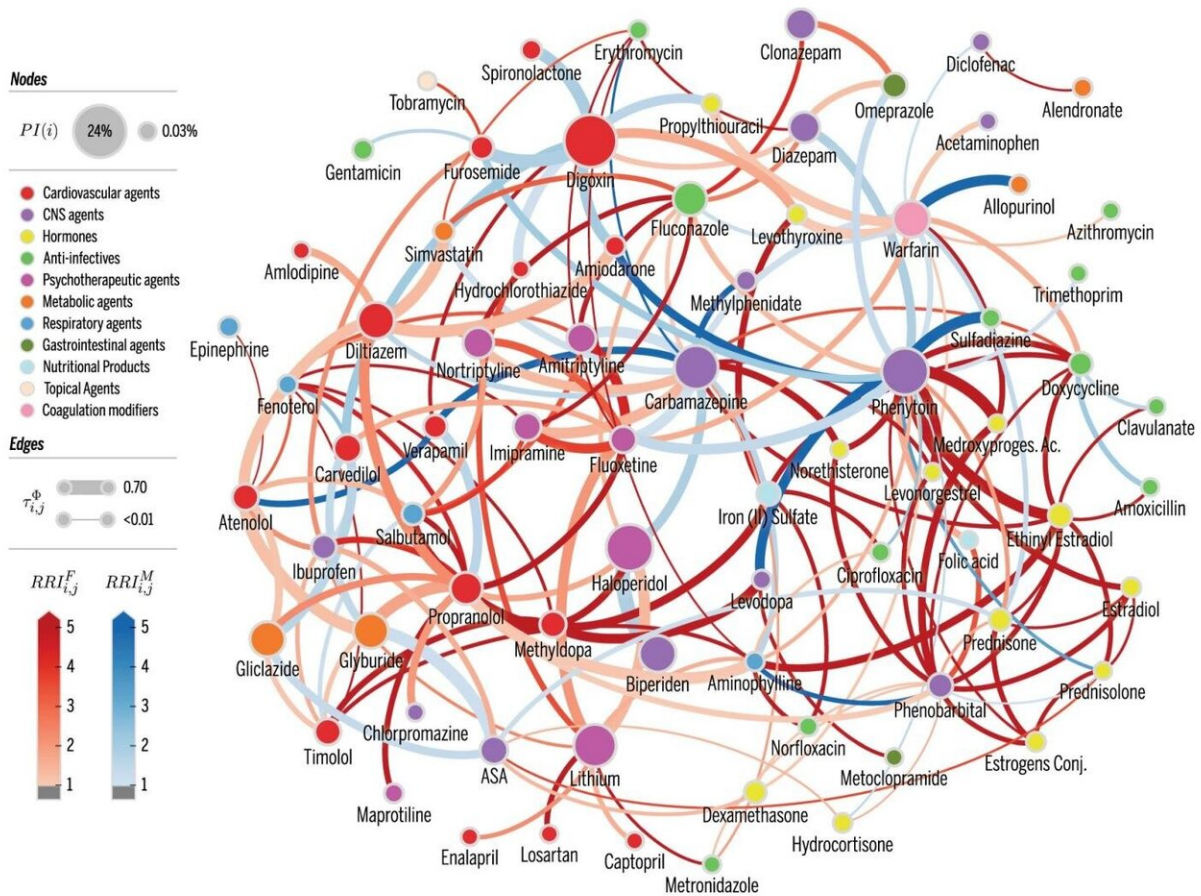 Nodes
PI(i) 24% 0.03%
Cardiovascular agents
CNS agents
Hormones
Anti-infectives
Psychotherapeutic agents
Metabolic agents
Respiratory agents
Gastrointestinal agents
Nutritional Products
Topical Agents
Coagulation modifiers
Edges
τ^Φ_{i,j} 0.70
<0.01
RRI^F_{i,j} RRI^M_{i,j}
5 5
4 4
3 3
2 2
1 1
Erythromycin
Clonazepam
Spironolactone
Diclofenac
Tobramycin
Omeprazole
Alendronate
Propylthiouracil
Acetaminophen
Gentamicin
Furosemide
Digoxin
Diazepam
Allopurinol
Fluconazole
Levothyroxine
Warfarin
Azithromycin
Simvastatin
Amlodipine
Amiodarone
Hydrochlorothiazide
Methylphenidate
Trimethoprim
Sulfadiazine
Epinephrine
Diltiazem
Nortriptyline
Amitriptyline
Carbamazepine
Phenytoin
Doxycycline
Fenoterol
Clavulanate
Carvedilol
Verapamil
Imipramine
Fluoxetine
Norethisterone
Medroxyproges. Ac.
Levonorgestrel
Amoxicillin
Atenolol
Salbutamol
Iron (II) Sulfate
Ethinyl Estradiol
Ibuprofen
Haloperidol
Ciprofloxacin
Folic acid
Levodopa
Estradiol
Propranolol
Gliclazide
Glyburide
Methyldopa
Prednisone
Biperiden
Aminophylline
Prednisolone
Phenobarbital
Chlorpromazine
Timolol
Norfloxacin
ASA
Lithium
Metoclopramide
Estrogens Conj.
Maprotiline
Dexamethasone
Hydrocortisone
Enalapril
Losartan
Captopril
Metronidazole